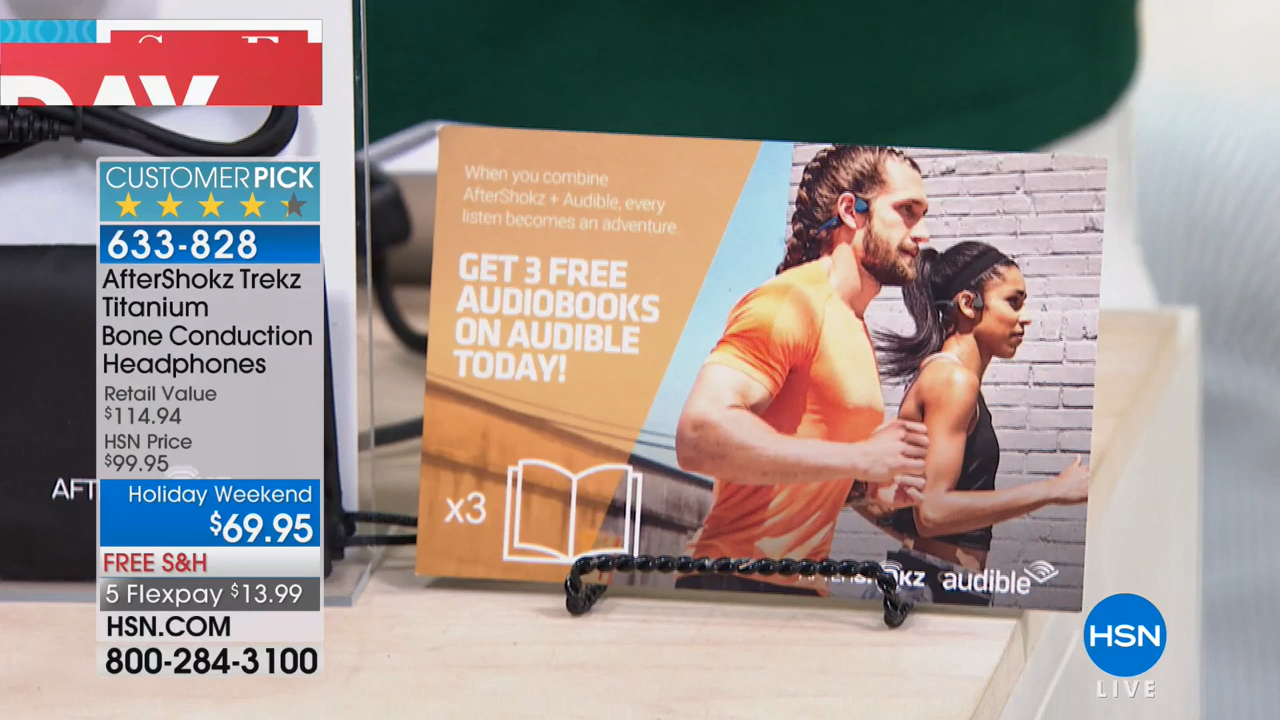 DAY
CUSTOMER PICK
633-828
AfterShokz Trekz
Titanium
Bone Conduction
Headphones
Retail Value
$114.94
HSN Price
$99.95
AFT
Holiday Weekend
$69.95
FREE S&H
5 Flexpay $13.99
HSN.COM
800-284-3100
When you combine
AfterShokz + Audible, every
listen becomes an adventure.
GET 3 FREE
AUDIOBOOKS
ON AUDIBLE
TODAY!
x3
audible
HSN
LIVE